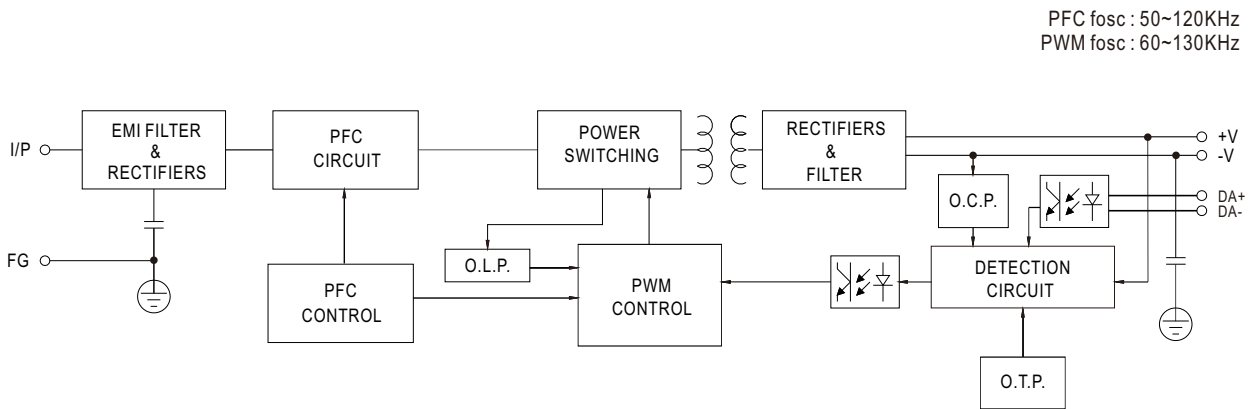 PFC fosc : 50~120KHz
PWM fosc : 60~130KHz
I/P
EMI FILTER
&
RECTIFIERS
PFC
CIRCUIT
POWER
SWITCHING
RECTIFIERS
&
FILTER
+V
-V
DA+
DA-
O.C.P.
FG
O.L.P.
PFC
CONTROL
PWM
CONTROL
DETECTION
CIRCUIT
O.T.P.